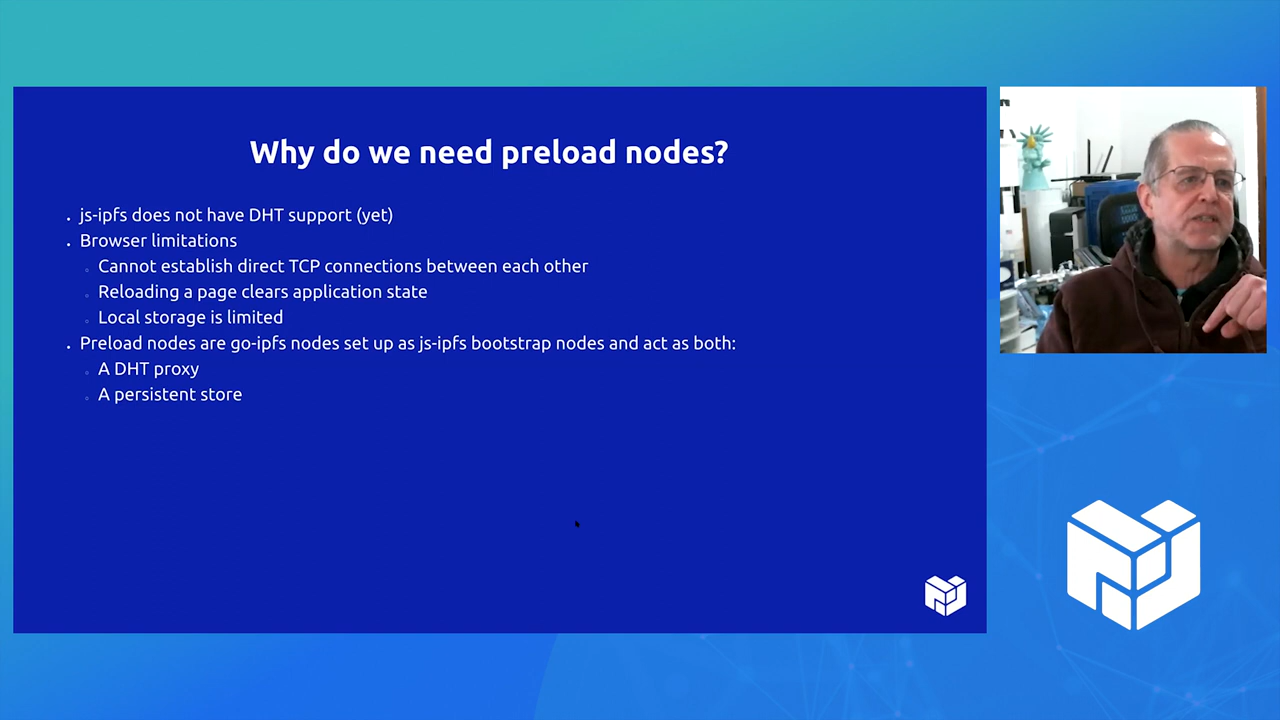 Why do we need preload nodes?
. js-ipfs does not have DHT support (yet)
. Browser limitations
◦ Cannot establish direct TCP connections between each other
◦ Reloading a page clears application state
◦ Local storage is limited
. Preload nodes are go-ipfs nodes set up as js-ipfs bootstrap nodes and act as both:
◦ A DHT proxy
◦ A persistent store